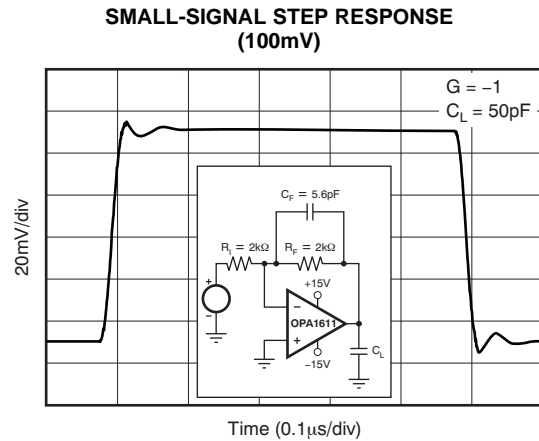 SMALL-SIGNAL STEP RESPONSE
(100mV)
G = −1
C_L = 50pF
20mV/div
C_F = 5.6pF
R_I = 2kΩ
R_F = 2kΩ
+
−
+15V
−
OPA1611
+
−15V
C_L
Time (0.1μs/div)